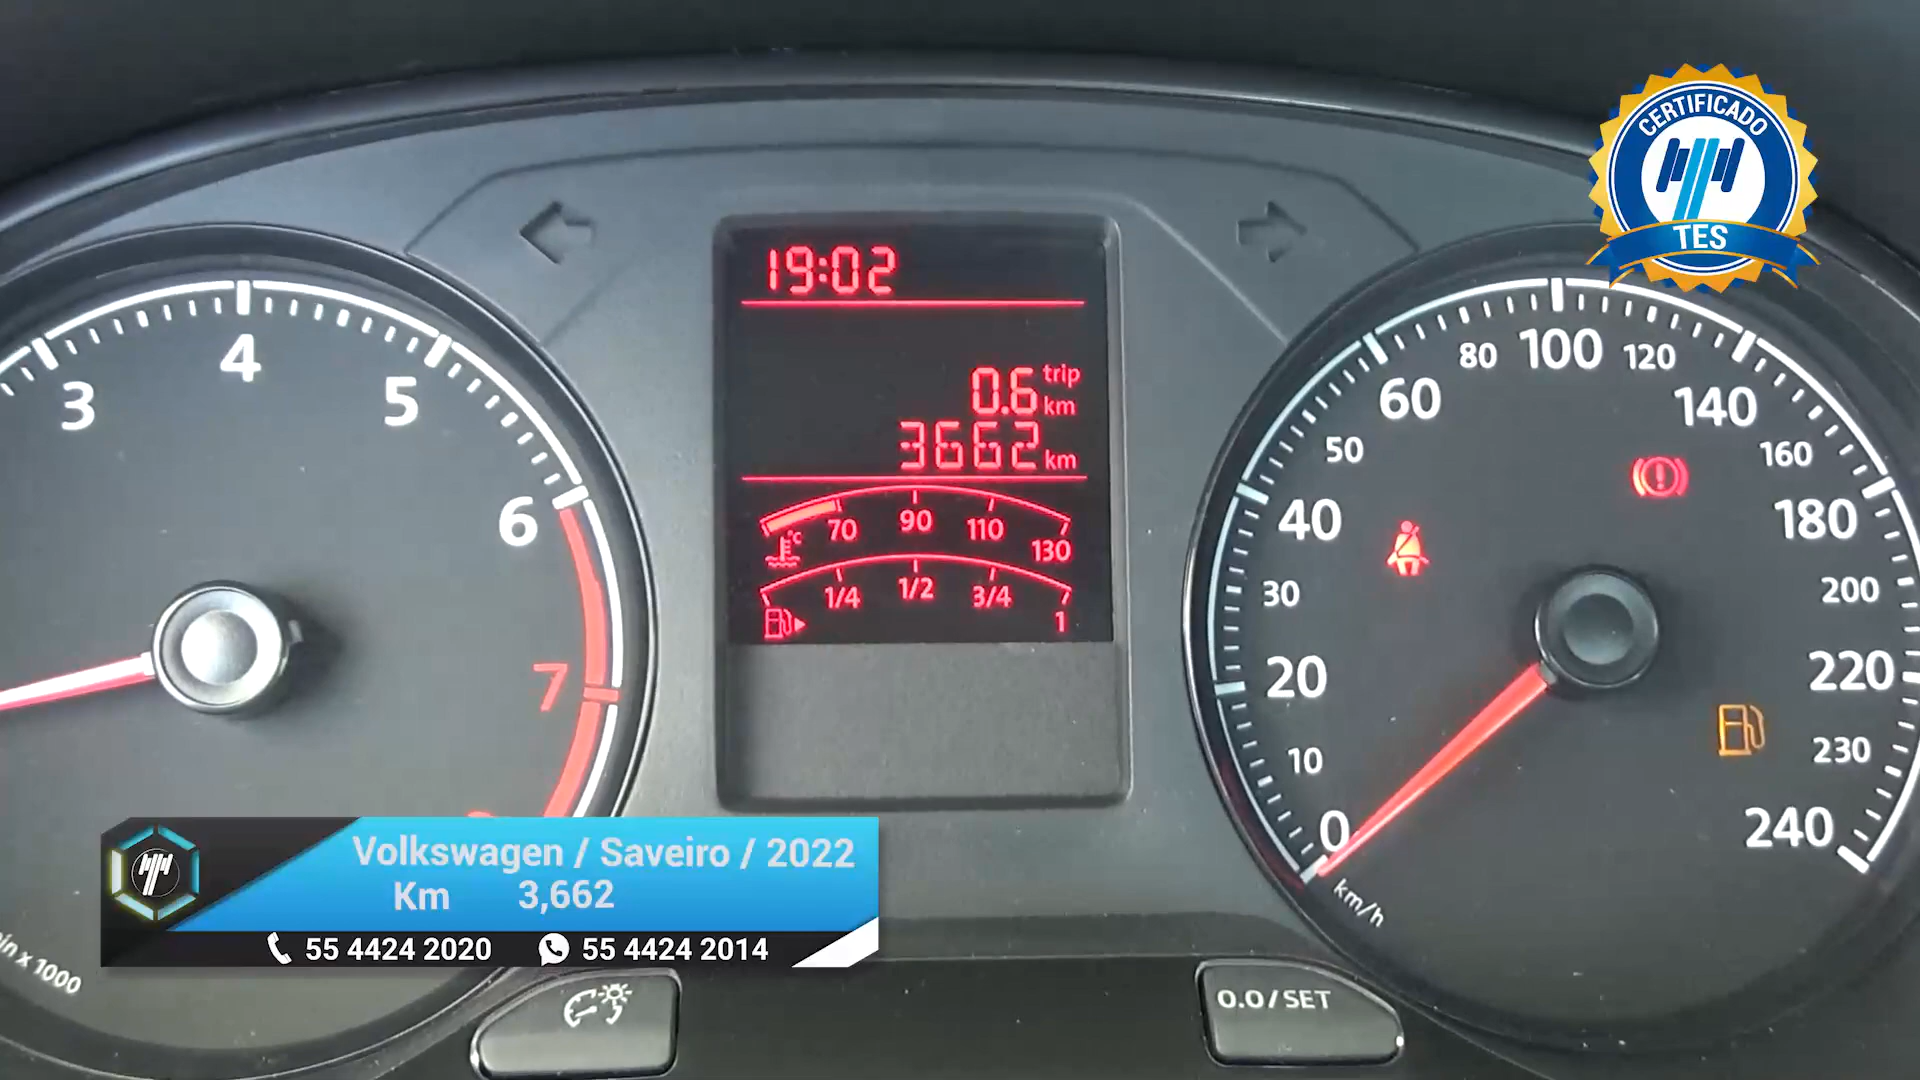 CERTIFICADO
TES
19:02
trip
0.6 km
3662 km
°C
70 90 110 130
1/4 1/2 3/4 1
3 4 5 6 7
0 10 20 30 40 50 60 80 100 120 140 160 180 200 220 230 240
km/h
Volkswagen / Saveiro / 2022
Km 3,662
55 4424 2020 55 4424 2014
x 1000
0.0/SET